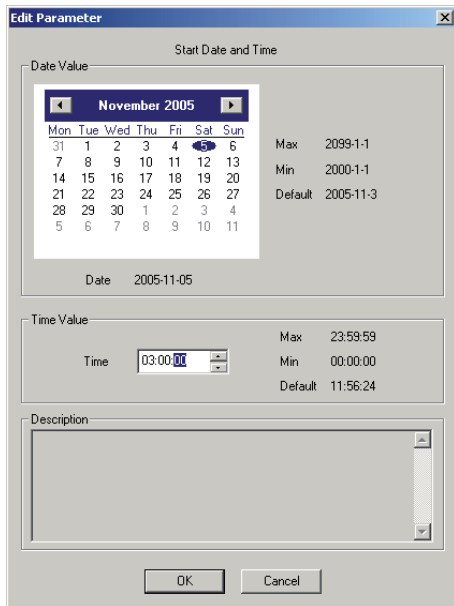 Edit Parameter
Start Date and Time
Date Value
November 2005
Mon Tue Wed Thu Fri Sat Sun
31 1 2 3 4 5 6
7 8 9 10 11 12 13
14 15 16 17 18 19 20
21 22 23 24 25 26 27
28 29 30 1 2 3 4
5 6 7 8 9 10 11
Max 2099-1-1
Min 2000-1-1
Default 2005-11-3
Date 2005-11-05
Time Value
Time 03:00:00
Max 23:59:59
Min 00:00:00
Default 11:56:24
Description
OK Cancel